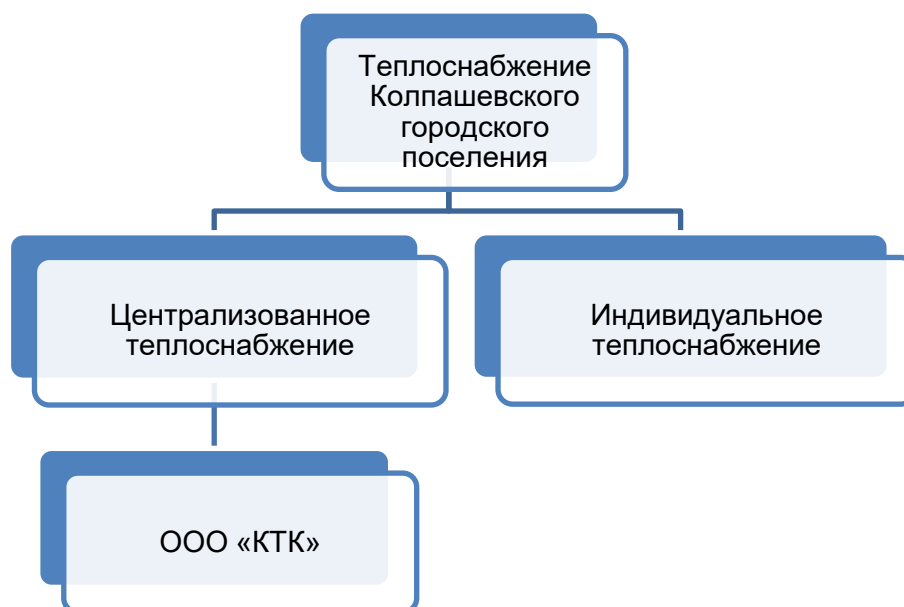 Теплоснабжение
Колпашевского
городского
поселения
Централизованное
теплоснабжение
Индивидуальное
теплоснабжение
ООО «КТК»